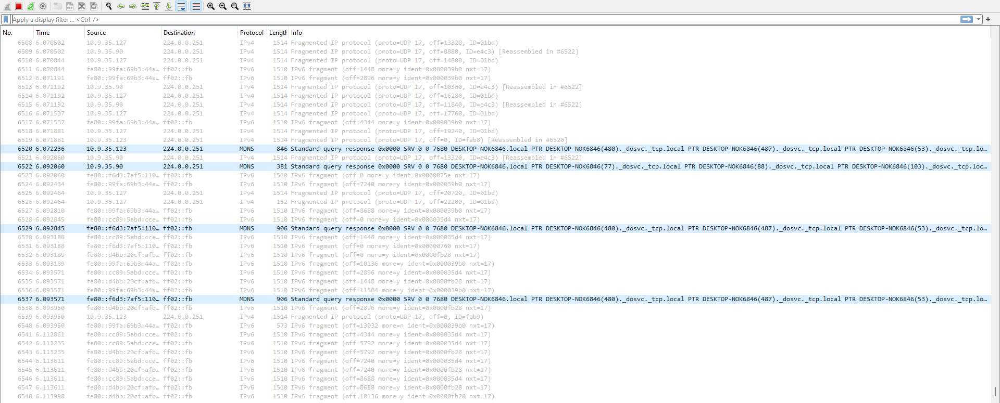 Apply a display filter ... <Ctrl-/>
No. Time Source Destination Protocol Length Info
6508 6.070502 10.9.35.127 224.0.0.251 IPv4 1514 Fragmented IP protocol (proto=UDP 17, off=13320, ID=01bd)
6509 6.070502 10.9.35.90 224.0.0.251 IPv4 1514 Fragmented IP protocol (proto=UDP 17, off=8880, ID=e4c3) [Reassembled in #6522]
6510 6.070844 10.9.35.127 224.0.0.251 IPv4 1514 Fragmented IP protocol (proto=UDP 17, off=14800, ID=01bd)
6511 6.070844 fe80::99fa:69b3:44a… ff02::fb IPv6 1510 IPv6 fragment (off=1448 more=y ident=0x000039b0 nxt=17)
6512 6.071191 fe80::99fa:69b3:44a… ff02::fb IPv6 1510 IPv6 fragment (off=2896 more=y ident=0x000039b0 nxt=17)
6513 6.071192 10.9.35.90 224.0.0.251 IPv4 1514 Fragmented IP protocol (proto=UDP 17, off=10360, ID=e4c3) [Reassembled in #6522]
6514 6.071192 10.9.35.127 224.0.0.251 IPv4 1514 Fragmented IP protocol (proto=UDP 17, off=16280, ID=01bd)
6515 6.071192 10.9.35.90 224.0.0.251 IPv4 1514 Fragmented IP protocol (proto=UDP 17, off=11840, ID=e4c3) [Reassembled in #6522]
6516 6.071537 10.9.35.127 224.0.0.251 IPv4 1514 Fragmented IP protocol (proto=UDP 17, off=17760, ID=01bd)
6517 6.071537 fe80::99fa:69b3:44a… ff02::fb IPv6 1510 IPv6 fragment (off=4344 more=y ident=0x000039b0 nxt=17)
6518 6.071881 10.9.35.127 224.0.0.251 IPv4 1514 Fragmented IP protocol (proto=UDP 17, off=19240, ID=01bd)
6519 6.071881 10.9.35.123 224.0.0.251 IPv4 1514 Fragmented IP protocol (proto=UDP 17, off=0, ID=fab8) [Reassembled in #6520]
6520 6.072236 10.9.35.123 224.0.0.251 MDNS 846 Standard query response 0x0000 SRV 0 0 7680 DESKTOP-NOK6846.local PTR DESKTOP-NOK6846(480)._dosvc._tcp.local PTR DESKTOP-NOK6846(487)._dosvc._tcp.local PTR DESKTOP-NOK6846(53)._dosvc._tcp.lo…
6521 6.092060 10.9.35.90 224.0.0.251 IPv4 1514 Fragmented IP protocol (proto=UDP 17, off=13320, ID=e4c3) [Reassembled in #6522]
6522 6.092060 10.9.35.90 224.0.0.251 MDNS 381 Standard query response 0x0000 SRV 0 0 7680 DESKTOP-NOK6846.local PTR DESKTOP-NOK6846(77)._dosvc._tcp.local PTR DESKTOP-NOK6846(88)._dosvc._tcp.local PTR DESKTOP-NOK6846(103)._dosvc._tcp.loc…
6523 6.092060 fe80::f6d3:7af5:110… ff02::fb IPv6 1510 IPv6 fragment (off=0 more=y ident=0x0000075e nxt=17)
6524 6.092434 fe80::99fa:69b3:44a… ff02::fb IPv6 1510 IPv6 fragment (off=7240 more=y ident=0x000039b0 nxt=17)
6525 6.092464 10.9.35.127 224.0.0.251 IPv4 1514 Fragmented IP protocol (proto=UDP 17, off=20720, ID=01bd)
6526 6.092464 10.9.35.127 224.0.0.251 IPv4 152 Fragmented IP protocol (proto=UDP 17, off=22200, ID=01bd)
6527 6.092810 fe80::99fa:69b3:44a… ff02::fb IPv6 1510 IPv6 fragment (off=8688 more=y ident=0x000039b0 nxt=17)
6528 6.092845 fe80::cc89:5abd:cce… ff02::fb IPv6 1510 IPv6 fragment (off=0 more=y ident=0x000035d4 nxt=17)
6529 6.092845 fe80::f6d3:7af5:110… ff02::fb MDNS 906 Standard query response 0x0000 SRV 0 0 7680 DESKTOP-NOK6846.local PTR DESKTOP-NOK6846(480)._dosvc._tcp.local PTR DESKTOP-NOK6846(487)._dosvc._tcp.local PTR DESKTOP-NOK6846(53)._dosvc._tcp.lo…
6530 6.093188 fe80::cc89:5abd:cce… ff02::fb IPv6 1510 IPv6 fragment (off=1448 more=y ident=0x000035d4 nxt=17)
6531 6.093188 fe80::f6d3:7af5:110… ff02::fb IPv6 1510 IPv6 fragment (off=0 more=y ident=0x00000760 nxt=17)
6532 6.093189 fe80::d4bb:20cf:afb… ff02::fb IPv6 1510 IPv6 fragment (off=0 more=y ident=0x0000fb28 nxt=17)
6533 6.093189 fe80::99fa:69b3:44a… ff02::fb IPv6 1510 IPv6 fragment (off=10136 more=y ident=0x000039b0 nxt=17)
6534 6.093571 fe80::cc89:5abd:cce… ff02::fb IPv6 1510 IPv6 fragment (off=2896 more=y ident=0x000035d4 nxt=17)
6535 6.093571 fe80::d4bb:20cf:afb… ff02::fb IPv6 1510 IPv6 fragment (off=1448 more=y ident=0x0000fb28 nxt=17)
6536 6.093571 fe80::99fa:69b3:44a… ff02::fb IPv6 1510 IPv6 fragment (off=11584 more=y ident=0x000039b0 nxt=17)
6537 6.093571 fe80::f6d3:7af5:110… ff02::fb MDNS 906 Standard query response 0x0000 SRV 0 0 7680 DESKTOP-NOK6846.local PTR DESKTOP-NOK6846(480)._dosvc._tcp.local PTR DESKTOP-NOK6846(487)._dosvc._tcp.local PTR DESKTOP-NOK6846(53)._dosvc._tcp.lo…
6538 6.093950 fe80::d4bb:20cf:afb… ff02::fb IPv6 1510 IPv6 fragment (off=2896 more=y ident=0x0000fb28 nxt=17)
6539 6.093950 10.9.35.123 224.0.0.251 IPv4 1514 Fragmented IP protocol (proto=UDP 17, off=0, ID=fab9)
6540 6.093950 fe80::99fa:69b3:44a… ff02::fb IPv6 573 IPv6 fragment (off=13032 more=n ident=0x000039b0 nxt=17)
6541 6.112861 fe80::cc89:5abd:cce… ff02::fb IPv6 1510 IPv6 fragment (off=4344 more=y ident=0x000035d4 nxt=17)
6542 6.113235 fe80::cc89:5abd:cce… ff02::fb IPv6 1510 IPv6 fragment (off=5792 more=y ident=0x000035d4 nxt=17)
6543 6.113235 fe80::d4bb:20cf:afb… ff02::fb IPv6 1510 IPv6 fragment (off=5792 more=y ident=0x0000fb28 nxt=17)
6544 6.113611 fe80::cc89:5abd:cce… ff02::fb IPv6 1510 IPv6 fragment (off=7240 more=y ident=0x000035d4 nxt=17)
6545 6.113611 fe80::d4bb:20cf:afb… ff02::fb IPv6 1510 IPv6 fragment (off=7240 more=y ident=0x0000fb28 nxt=17)
6546 6.113611 fe80::cc89:5abd:cce… ff02::fb IPv6 1510 IPv6 fragment (off=8688 more=y ident=0x000035d4 nxt=17)
6547 6.113611 fe80::d4bb:20cf:afb… ff02::fb IPv6 1510 IPv6 fragment (off=8688 more=y ident=0x0000fb28 nxt=17)
6548 6.113998 fe80::d4bb:20cf:afb… ff02::fb IPv6 1510 IPv6 fragment (off=10136 more=y ident=0x0000fb28 nxt=17)